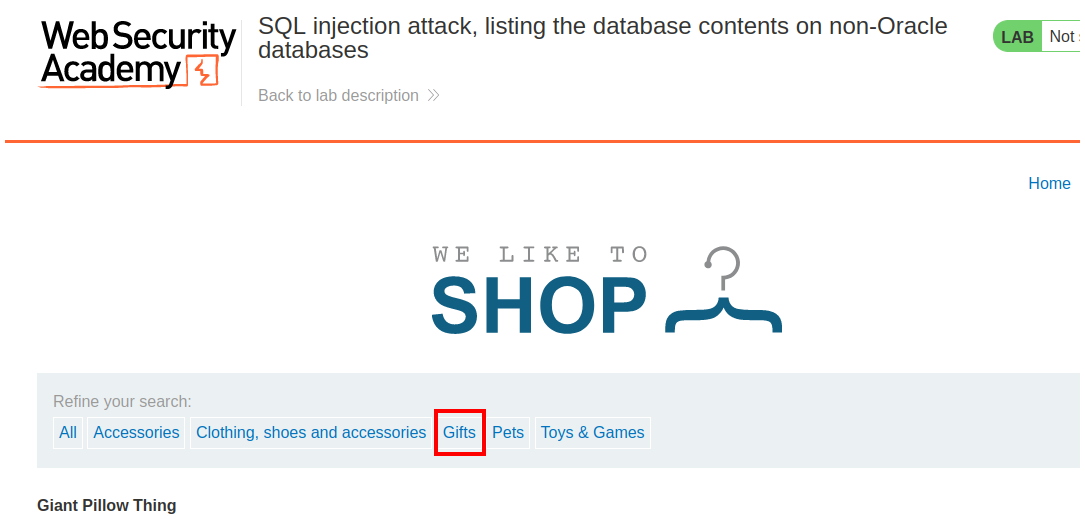 Web Security
Academy
SQL injection attack, listing the database contents on non-Oracle
databases
Back to lab description
LAB Not
Home
WE LIKE TO
SHOP
Refine your search:
All Accessories Clothing, shoes and accessories Gifts Pets Toys & Games
Giant Pillow Thing